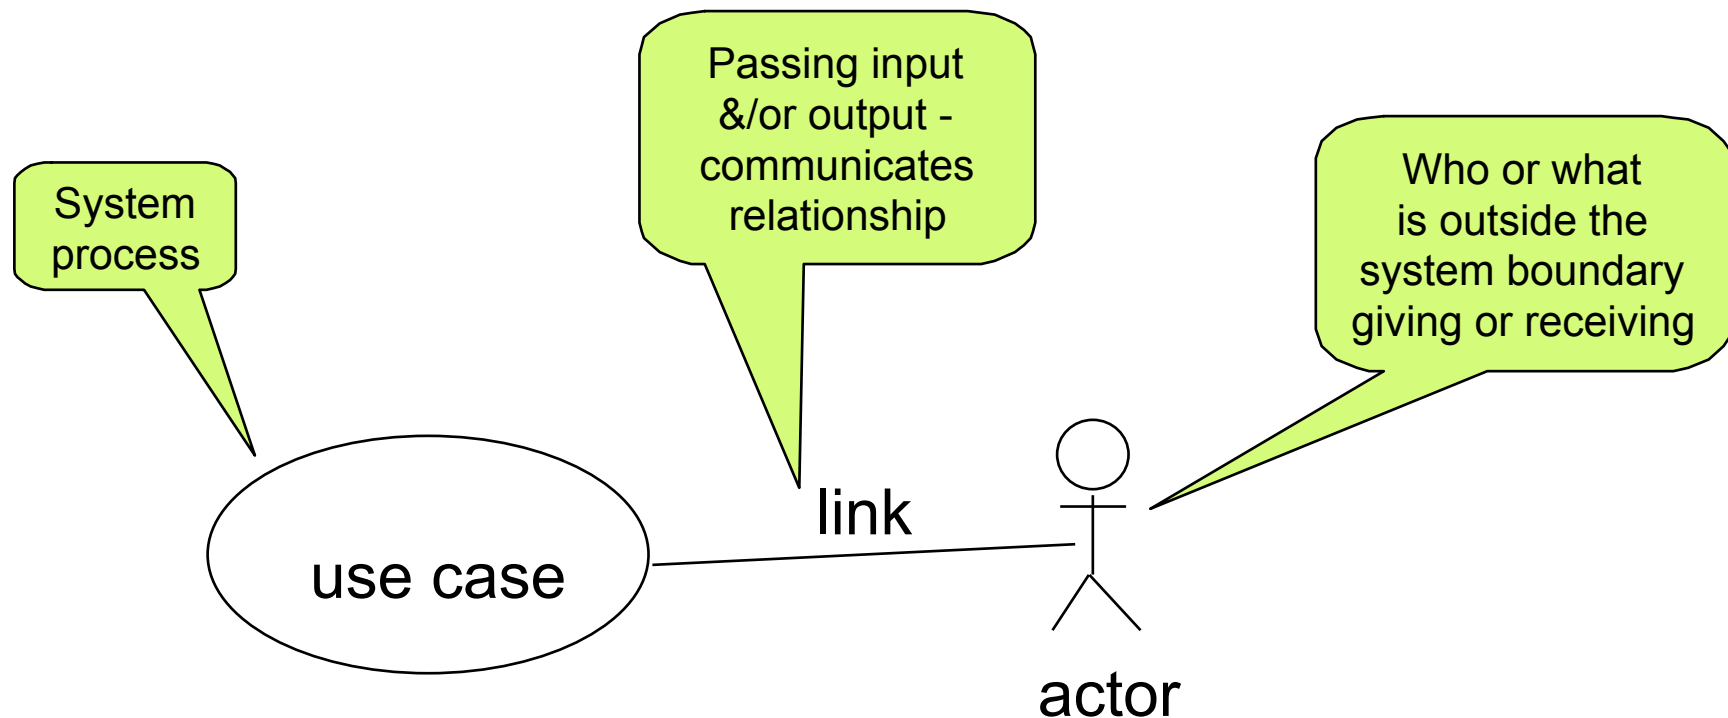 System
process
Passing input
&/or output -
communicates
relationship
Who or what
is outside the
system boundary
giving or receiving
use case
link
actor